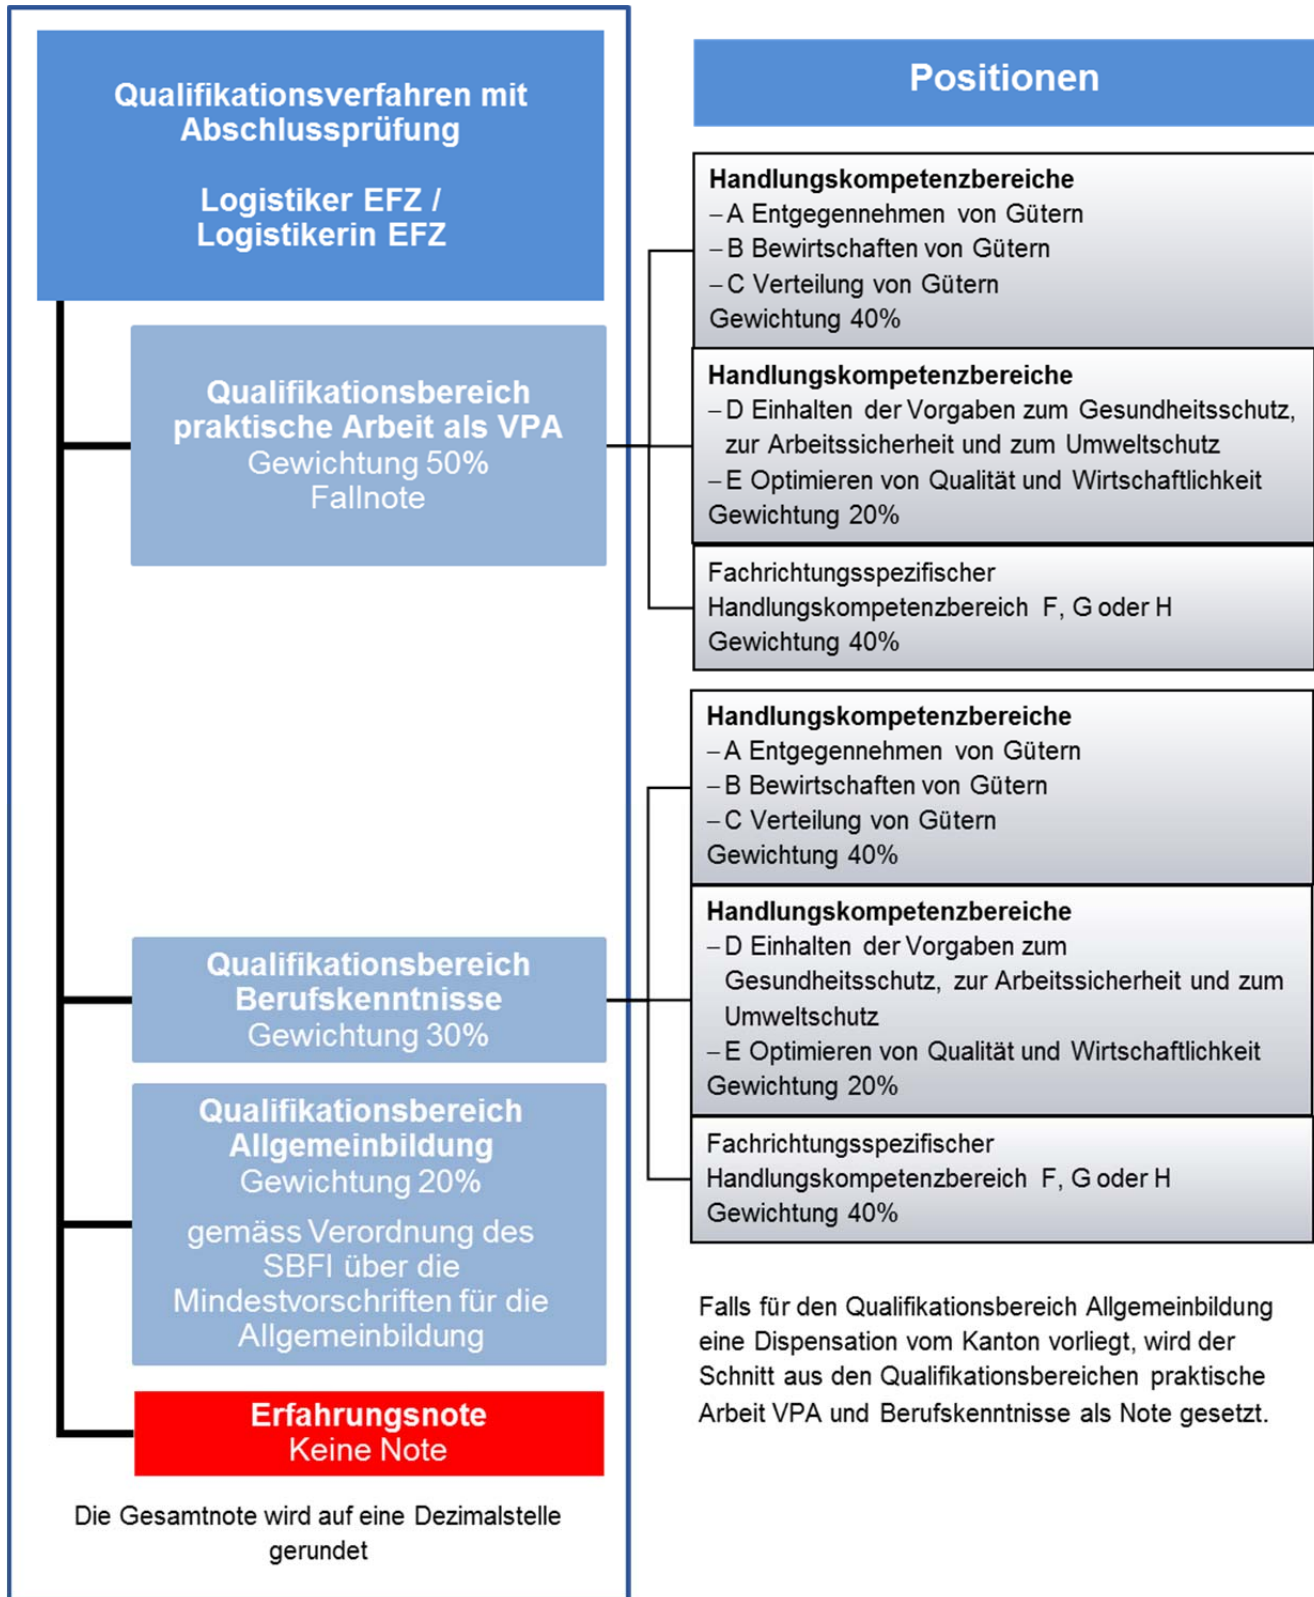 Qualifikationsverfahren mit
Abschlussprüfung
Logistiker EFZ /
Logistikerin EFZ
Qualifikationsbereich
praktische Arbeit als VPA
Gewichtung 50%
Fallnote
Qualifikationsbereich
Berufskenntnisse
Gewichtung 30%
Qualifikationsbereich
Allgemeinbildung
Gewichtung 20%
gemäss Verordnung des
SBFI über die
Mindestvorschriften für die
Allgemeinbildung
Erfahrungsnote
Keine Note
Die Gesamtnote wird auf eine Dezimalstelle
gerundet
Positionen
Handlungskompetenzbereiche
– A Entgegennehmen von Gütern
– B Bewirtschaften von Gütern
– C Verteilung von Gütern
Gewichtung 40%
Handlungskompetenzbereiche
– D Einhalten der Vorgaben zum Gesundheitsschutz,
zur Arbeitssicherheit und zum Umweltschutz
– E Optimieren von Qualität und Wirtschaftlichkeit
Gewichtung 20%
Fachrichtungsspezifischer
Handlungskompetenzbereich F, G oder H
Gewichtung 40%
Handlungskompetenzbereiche
– A Entgegennehmen von Gütern
– B Bewirtschaften von Gütern
– C Verteilung von Gütern
Gewichtung 40%
Handlungskompetenzbereiche
– D Einhalten der Vorgaben zum
Gesundheitsschutz, zur Arbeitssicherheit und zum
Umweltschutz
– E Optimieren von Qualität und Wirtschaftlichkeit
Gewichtung 20%
Fachrichtungsspezifischer
Handlungskompetenzbereich F, G oder H
Gewichtung 40%
Falls für den Qualifikationsbereich Allgemeinbildung
eine Dispensation vom Kanton vorliegt, wird der
Schnitt aus den Qualifikationsbereichen praktische
Arbeit VPA und Berufskenntnisse als Note gesetzt.